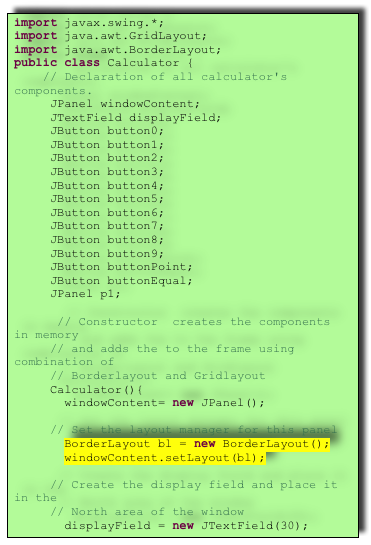 import javax.swing.*;
import java.awt.GridLayout;
import java.awt.BorderLayout;
public class Calculator {
// Declaration of all calculator's
components.
JPanel windowContent;
JTextField displayField;
JButton button0;
JButton button1;
JButton button2;
JButton button3;
JButton button4;
JButton button5;
JButton button6;
JButton button7;
JButton button8;
JButton button9;
JButton buttonPoint;
JButton buttonEqual;
JPanel p1;
// Constructor creates the components
in memory
// and adds the to the frame using
combination of
// Borderlayout and Gridlayout
Calculator(){
windowContent= new JPanel();
// Set the layout manager for this panel
BorderLayout bl = new BorderLayout();
windowContent.setLayout(bl);
// Create the display field and place it
in the
// North area of the window
displayField = new JTextField(30);